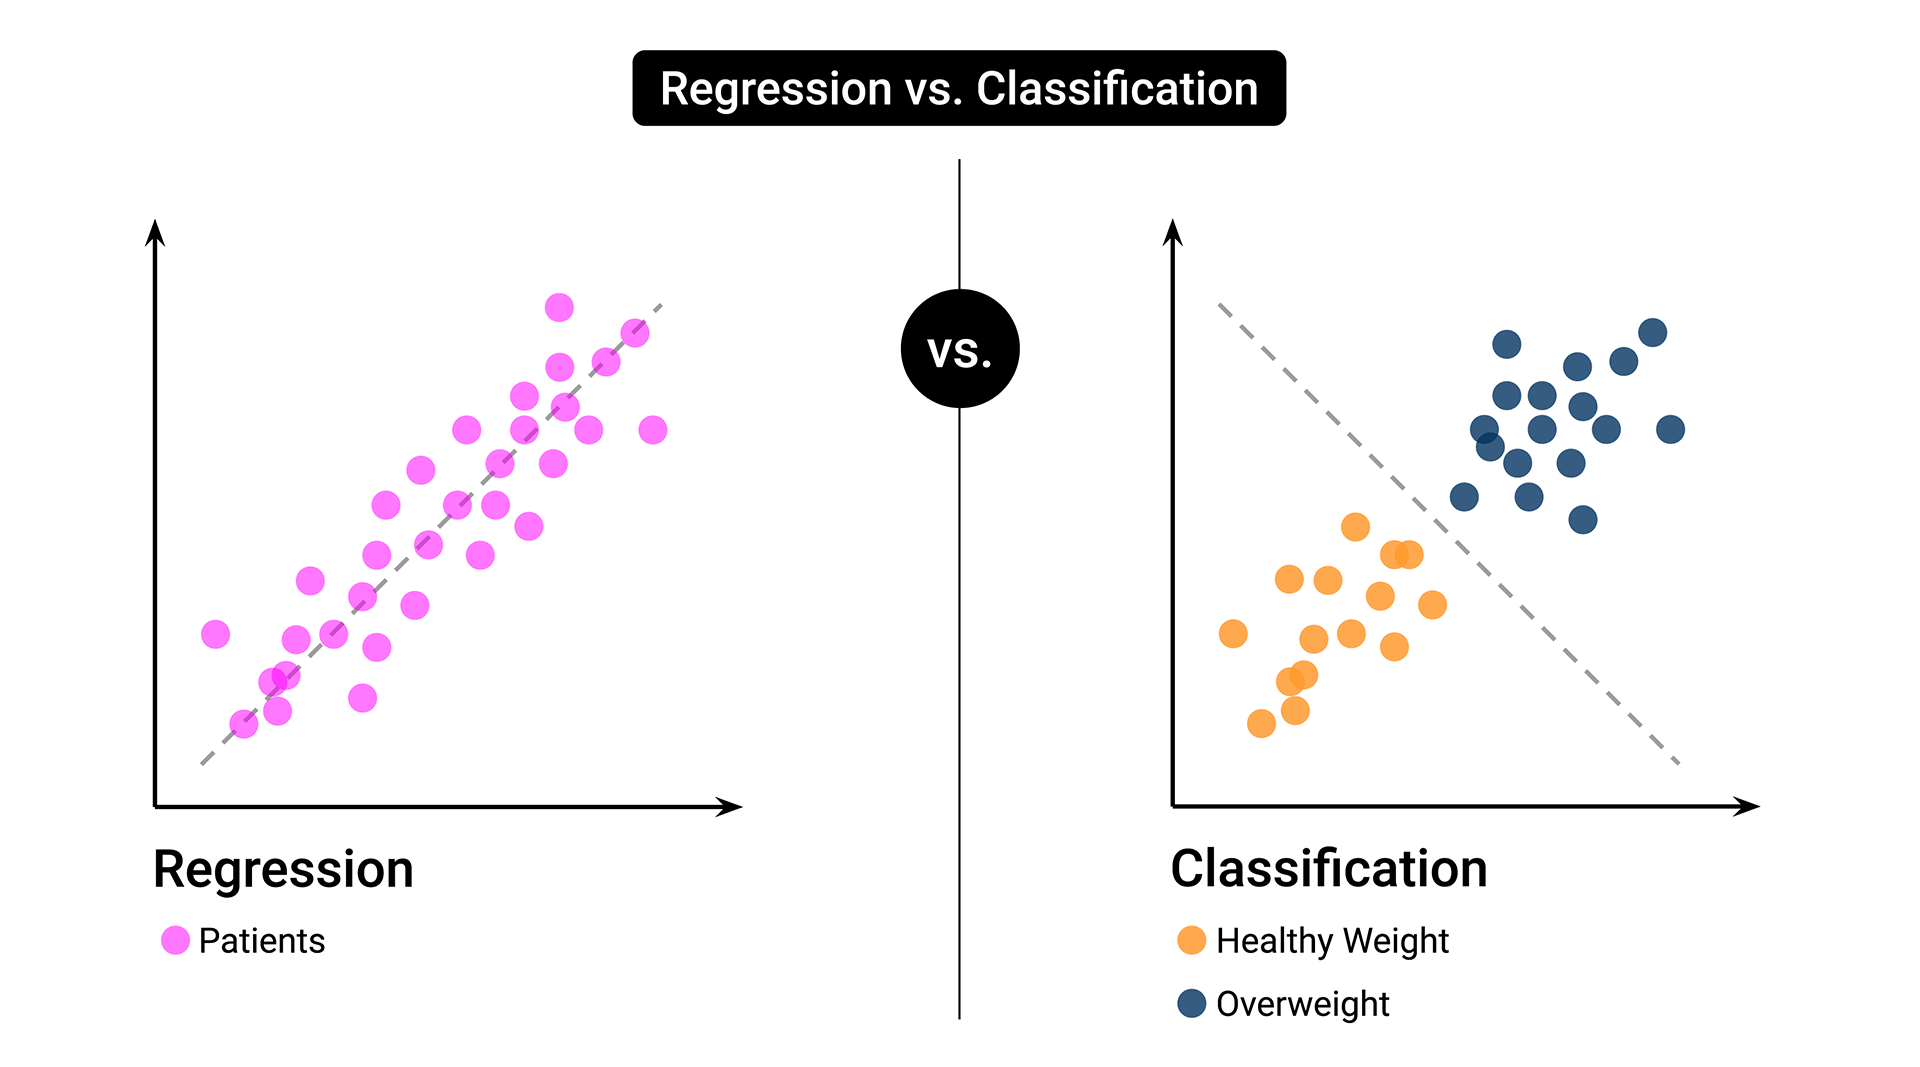 Regression vs. Classification
vs.
Regression
Patients
Classification
Healthy Weight
Overweight